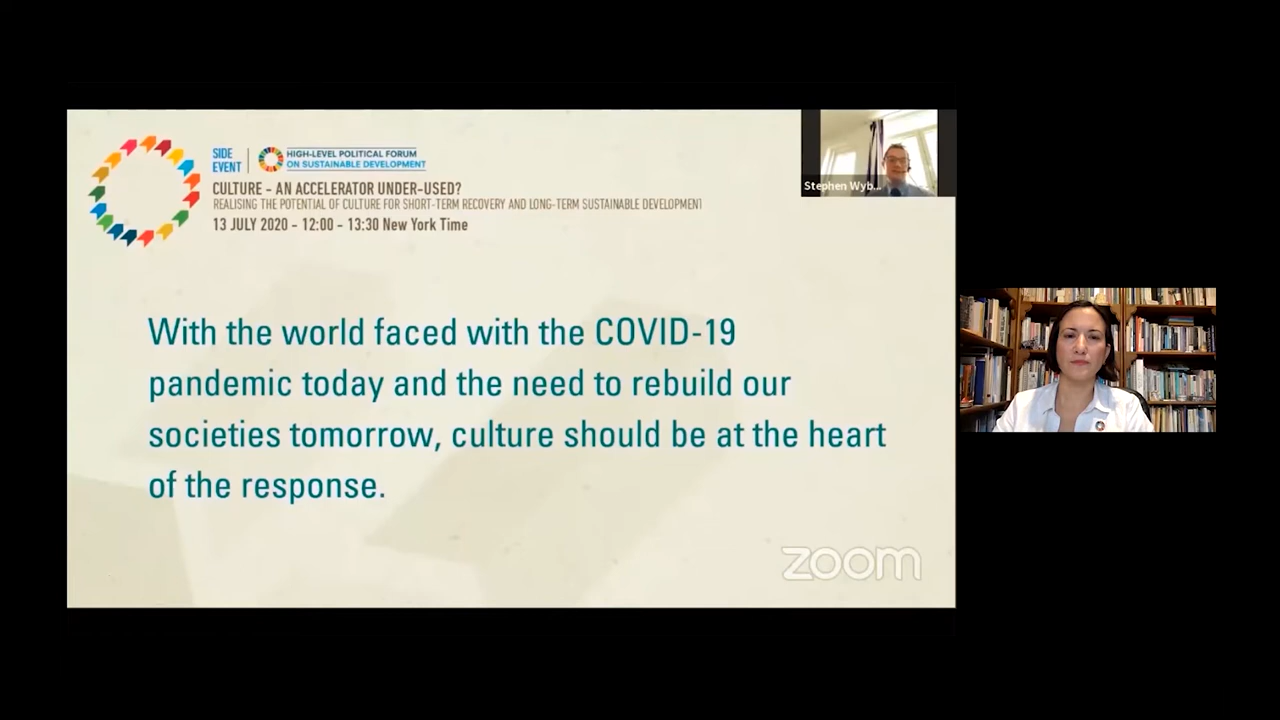 SIDE
EVENT
HIGH-LEVEL POLITICAL FORUM
ON SUSTAINABLE DEVELOPMENT
CULTURE - AN ACCELERATOR UNDER-USED?
REALISING THE POTENTIAL OF CULTURE FOR SHORT-TERM RECOVERY AND LONG-TERM SUSTAINABLE DEVELOPMENT
13 JULY 2020 - 12:00 - 13:30 New York Time
Stephen Wyb...
With the world faced with the COVID-19
pandemic today and the need to rebuild our
societies tomorrow, culture should be at the heart
of the response.
zoom